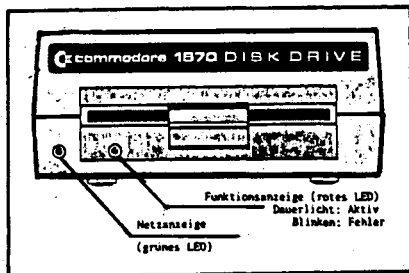 commodore 1570 DISK DRIVE
Funktionsanzeige (rotes LED)
Dauerlicht: Aktiv
Blinken: Fehler
Netzanzeige
(grünes LED)